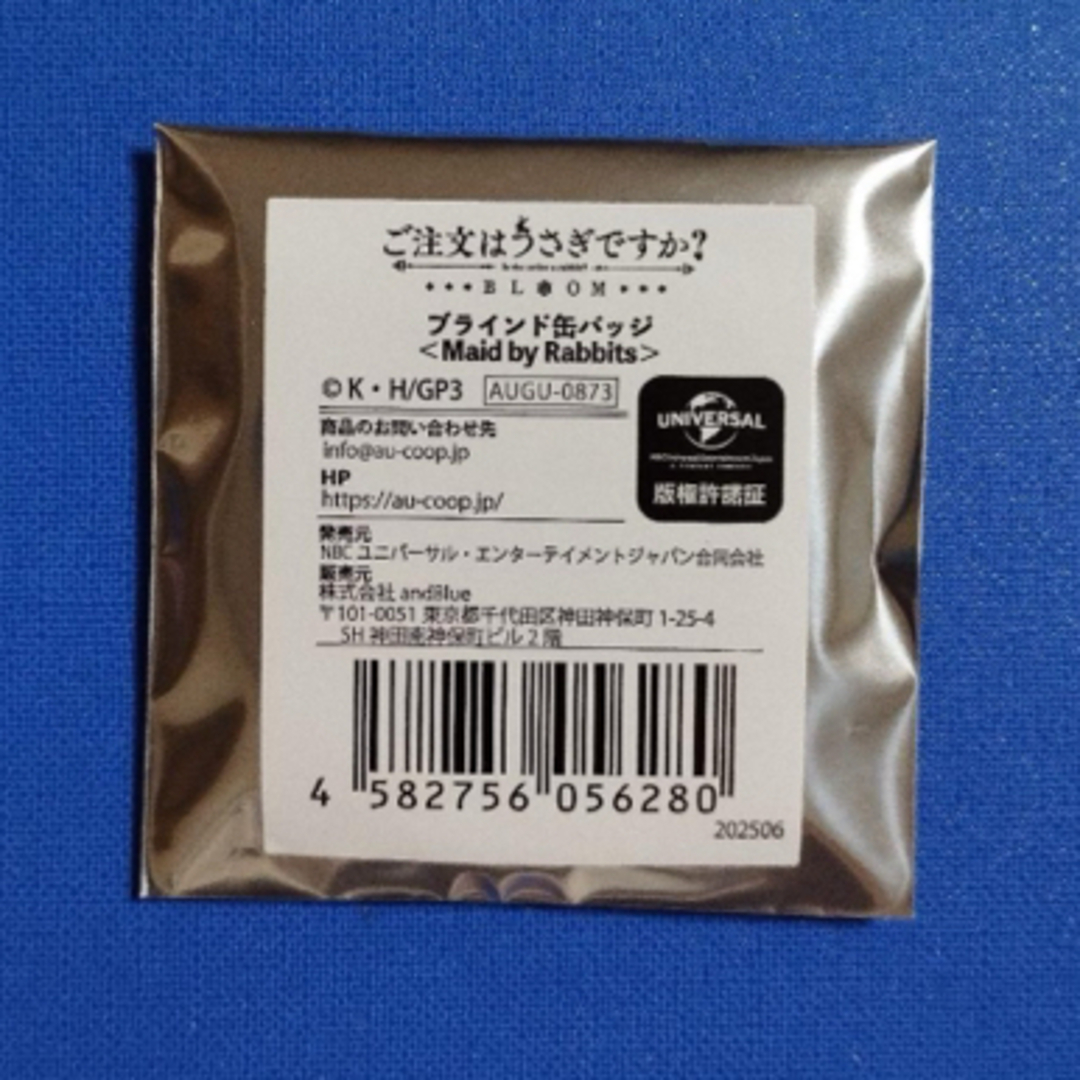 ご注文はうさぎですか?
Is the order a rabbit?
BLOOM
ブラインド缶バッジ
<Maid by Rabbits>
© K・H/GP3 AUGU-0873
商品のお問い合わせ先
info@au-coop.jp
HP
https://au-coop.jp/
UNIVERSAL
版権許諾証
発売元
NBC ユニバーサル・エンターテイメントジャパン合同会社
販売元
株式会社 andBlue
〒101-0051 東京都千代田区神田神保町 1-25-4
SH 神田南神保町ビル 2 階
4 582756 056280
202506